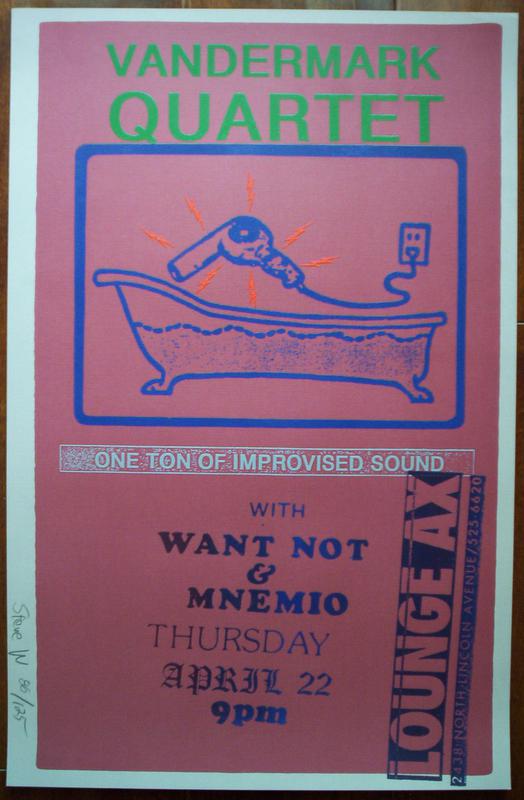 VANDERMARK
QUARTET
ONE TON OF IMPROVISED SOUND
WITH
WANT NOT
&
MNEMIO
THURSDAY
APRIL 22
9pm
LOUNGE AX
2438 NORTH LINCOLN AVENUE/525-6620
Steve W 86/125